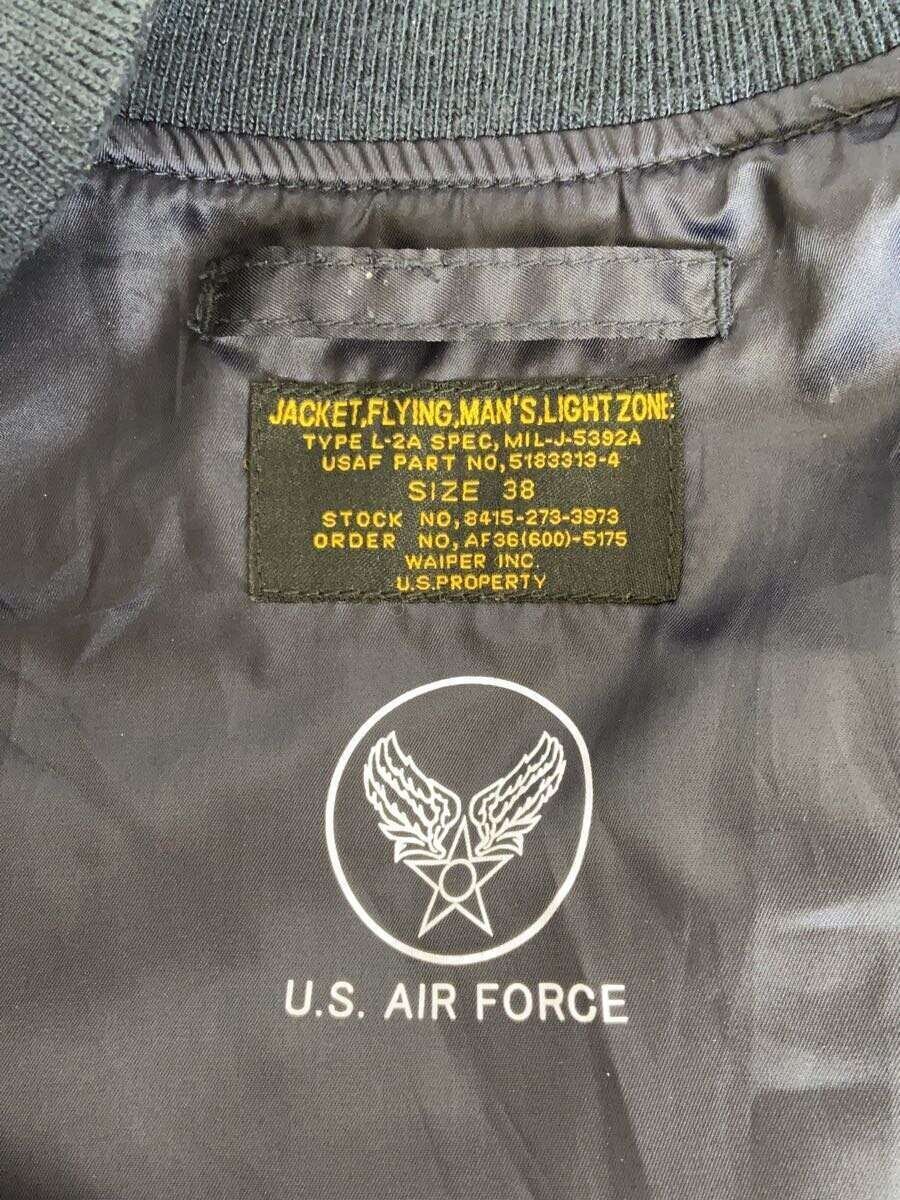 JACKET,FLYING,MAN'S,LIGHT ZONE
TYPE L-2A SPEC, MIL-J-5392A
USAF PART NO, 5183313-4
SIZE 38
STOCK NO, 8415-273-3973
ORDER NO, AF36(600)-5175
WAIPER INC.
U.S. PROPERTY
U.S. AIR FORCE